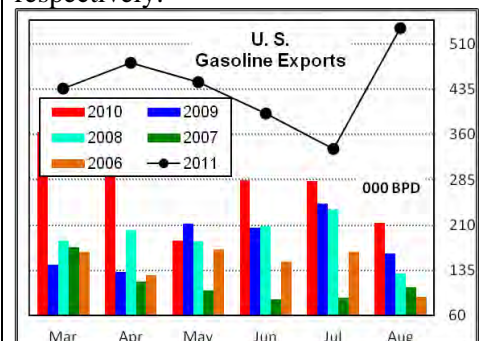 respectively.
U. S.
Gasoline Exports
510
435
360
285
210
135
60
2010 2009
2008 2007
2006 2011
000 BPD
Mar Apr May Jun Jul Aug